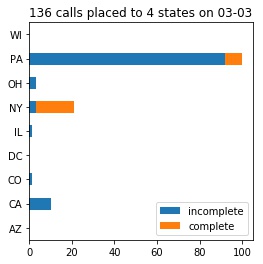 136 calls placed to 4 states on 03-03
WI
PA
OH
NY
IL
DC
CO
CA
AZ
incomplete
complete
0 20 40 60 80 100